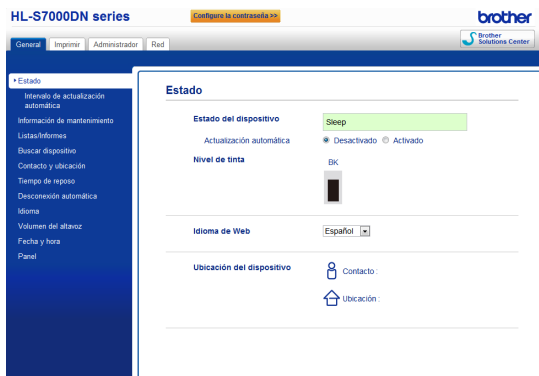 HL-S7000DN series
Configure la contraseña >>
brother
General
Imprimir
Administrador
Red
Brother
Solutions Center
Estado
Intervalo de actualización
automática
Información de mantenimiento
Listas/Informes
Buscar dispositivo
Contacto y ubicación
Tiempo de reposo
Desconexión automática
Idioma
Volumen del altavoz
Fecha y hora
Panel
Estado
Estado del dispositivo
Sleep
Actualización automática
Desactivado
Activado
Nivel de tinta
BK
Idioma de Web
Español
Ubicación del dispositivo
Contacto :
Ubicación :